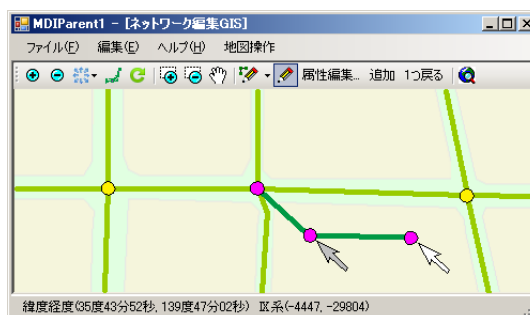 MDIParent1 - [ネットワーク編集GIS]
ファイル(F) 編集(E) ヘルプ(H) 地図操作
属性編集... 追加 1つ戻る
緯度経度(35度43分52秒, 139度47分02秒) 区系(-4447, -29804)